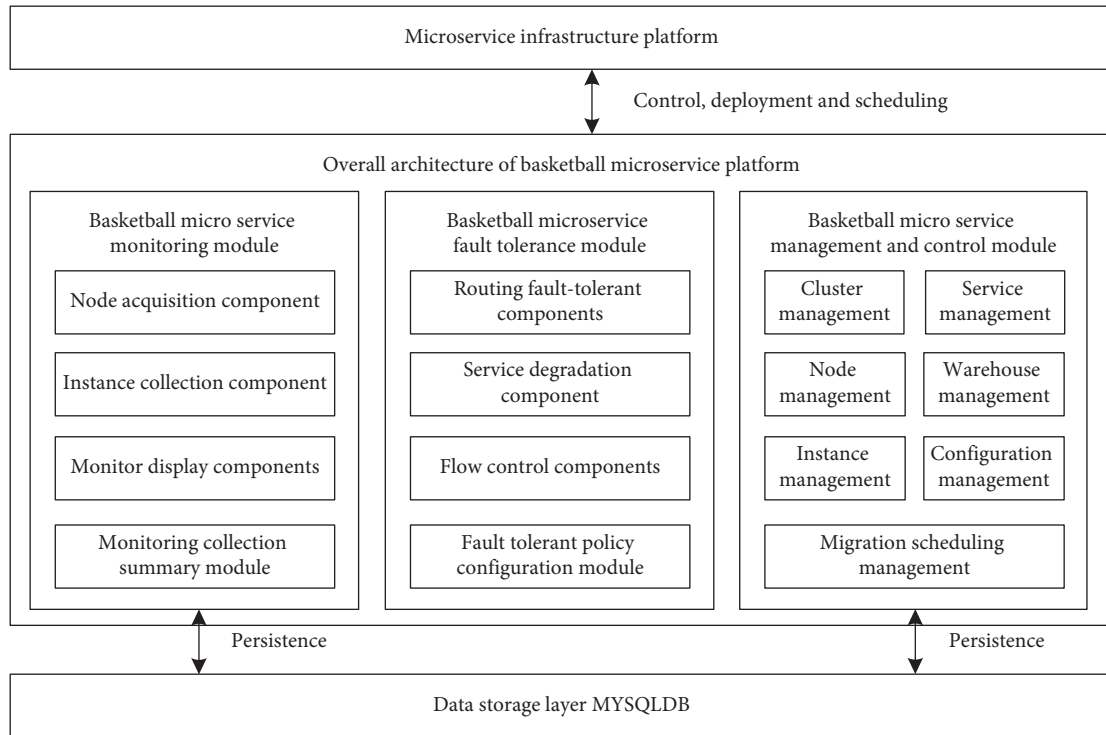 Microservice infrastructure platform
Control, deployment and scheduling
Overall architecture of basketball microservice platform
Basketball micro service
monitoring module
Node acquisition component
Instance collection component
Monitor display components
Monitoring collection
summary module
Basketball microservice
fault tolerance module
Routing fault-tolerant
components
Service degradation
component
Flow control components
Fault tolerant policy
configuration module
Basketball micro service
management and control module
Cluster
management
Service
management
Node
management
Warehouse
management
Instance
management
Configuration
management
Migration scheduling
management
Persistence
Persistence
Data storage layer MYSQLDB